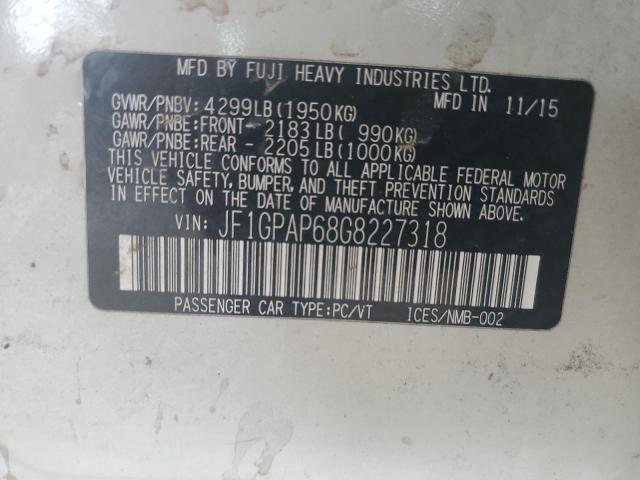 MFD BY FUJI HEAVY INDUSTRIES LTD.
GVWR/PNBV: 4299LB(1950KG) MFD IN 11/15
GAWR/PNBE:FRONT- 2183LB( 990KG)
GAWR/PNBE:REAR - 2205LB(1000KG)
THIS VEHICLE CONFORMS TO ALL APPLICABLE FEDERAL MOTOR
VEHICLE SAFETY, BUMPER, AND THEFT PREVENTION STANDARDS
IN EFFECT ON THE DATE OF MANUFACTURE SHOWN ABOVE.
VIN: JF1GPAP68G8227318
PASSENGER CAR TYPE:PC/VT ICES/NMB-002